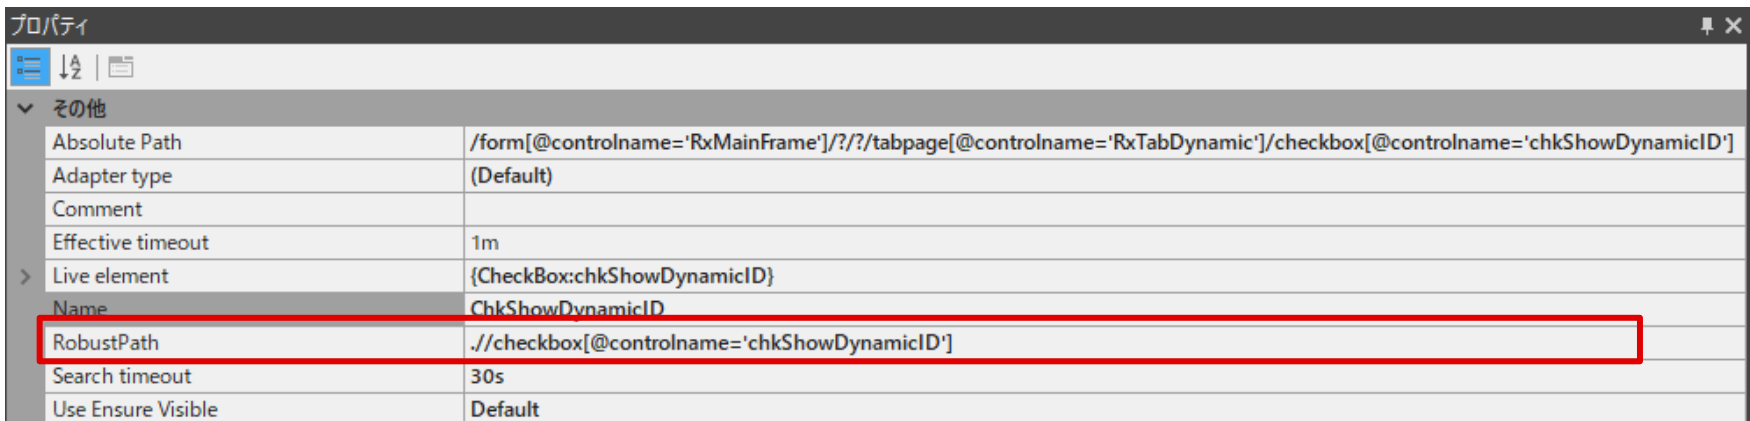 プロパティ
その他
Absolute Path /form[@controlname='RxMainFrame']/?/?/tabpage[@controlname='RxTabDynamic']/checkbox[@controlname='chkShowDynamicID']
Adapter type (Default)
Comment
Effective timeout 1m
Live element {CheckBox:chkShowDynamicID}
Name ChkShowDynamicID
RobustPath .//checkbox[@controlname='chkShowDynamicID']
Search timeout 30s
Use Ensure Visible Default